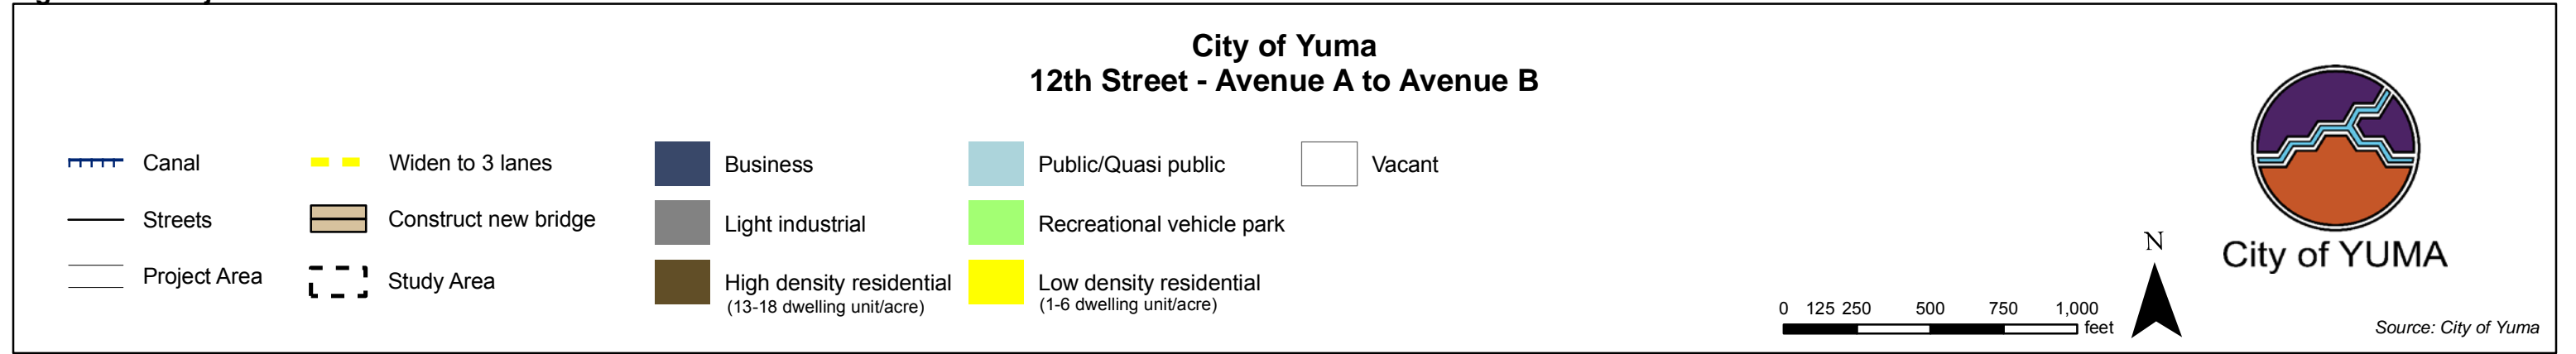 City of Yuma
12th Street - Avenue A to Avenue B
Canal
Streets
Project Area
Widen to 3 lanes
Construct new bridge
Study Area
Business
Light industrial
High density residential
(13-18 dwelling unit/acre)
Public/Quasi public
Recreational vehicle park
Low density residential
(1-6 dwelling unit/acre)
Vacant
0 125 250 500 750 1,000
feet
N
City of YUMA
Source: City of Yuma